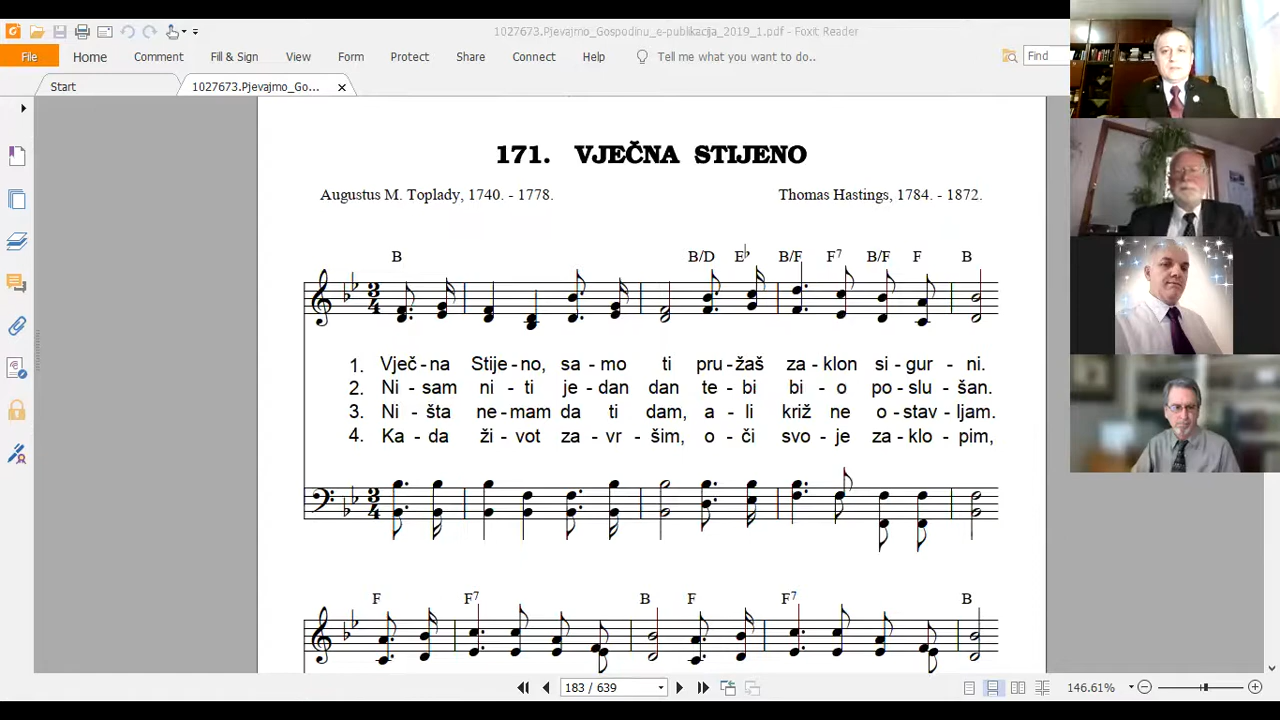 1027673.Pjevajmo_Gospodinu_e-publikacija_2019_1.pdf - Foxit Reader
File Home Comment Fill & Sign View Form Protect Share Connect Help Tell me what you want to do.. Find
Start 1027673.Pjevajmo_Go...
171. VJEČNA STIJENO
Augustus M. Toplady, 1740. - 1778. Thomas Hastings, 1784. - 1872.
B B/D E♭ B/F F7 B/F F B
3/4
1. Vječ - na Stije - no, sa - mo ti pru - žaš za - klon si - gur - ni.
2. Ni - sam ni - ti je - dan dan te - bi bi - o po - slu - šan.
3. Ni - šta ne - mam da ti dam, a - li križ ne o - stav - ljam.
4. Ka - da ži - vot za - vr - šim, o - či svo - je za - klo - pim,
3/4
F F7 B F F7 B
183 / 639 146.61%